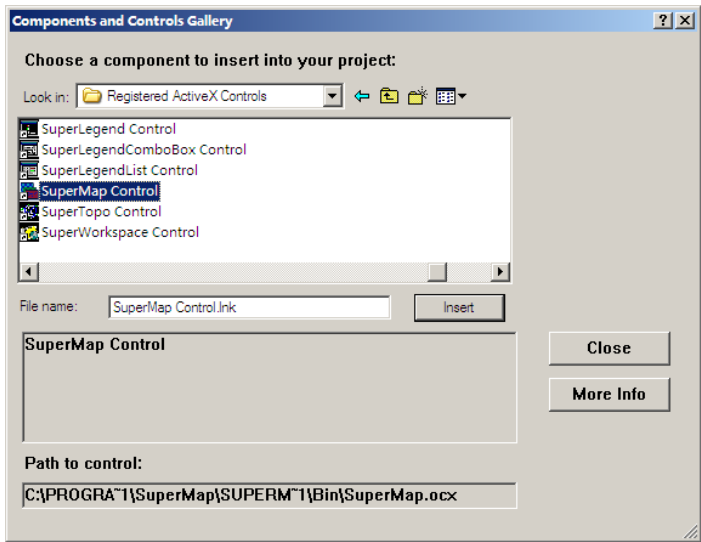 Components and Controls Gallery
Choose a component to insert into your project:
Look in: Registered ActiveX Controls
SuperLegend Control
SuperLegendComboBox Control
SuperLegendList Control
SuperMap Control
SuperTopo Control
SuperWorkspace Control
File name: SuperMap Control.lnk Insert
SuperMap Control
Close
More Info
Path to control:
C:\PROGRA~1\SuperMap\SUPERM~1\Bin\SuperMap.ocx